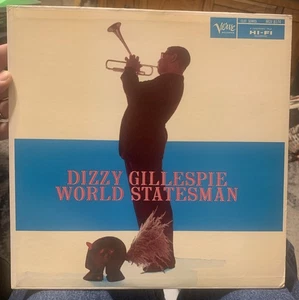 Verve
HI-FI
DIZZY GILLESPIE
WORLD STATESMAN